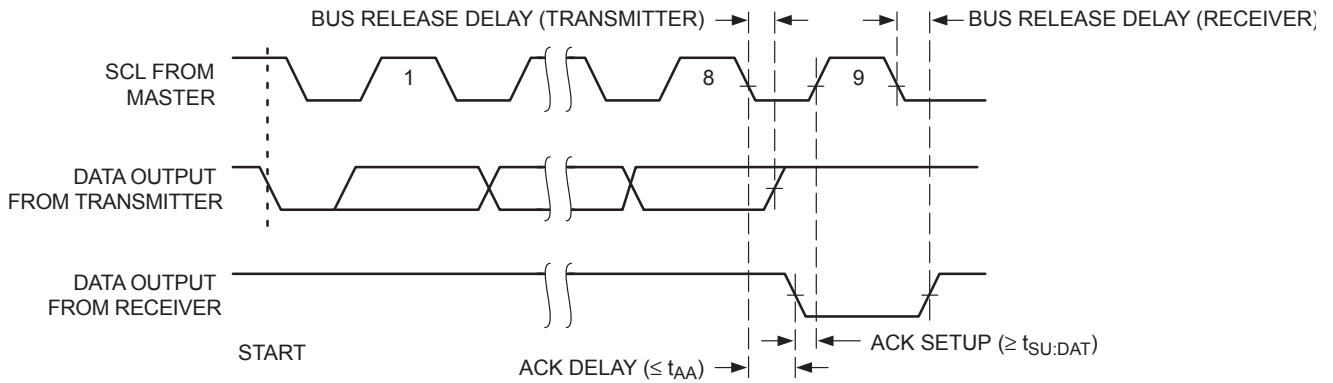 BUS RELEASE DELAY (TRANSMITTER)
BUS RELEASE DELAY (RECEIVER)
SCL FROM
MASTER
1
8
9
DATA OUTPUT
FROM TRANSMITTER
DATA OUTPUT
FROM RECEIVER
START
ACK SETUP (≥ tSU:DAT)
ACK DELAY (≤ tAA)